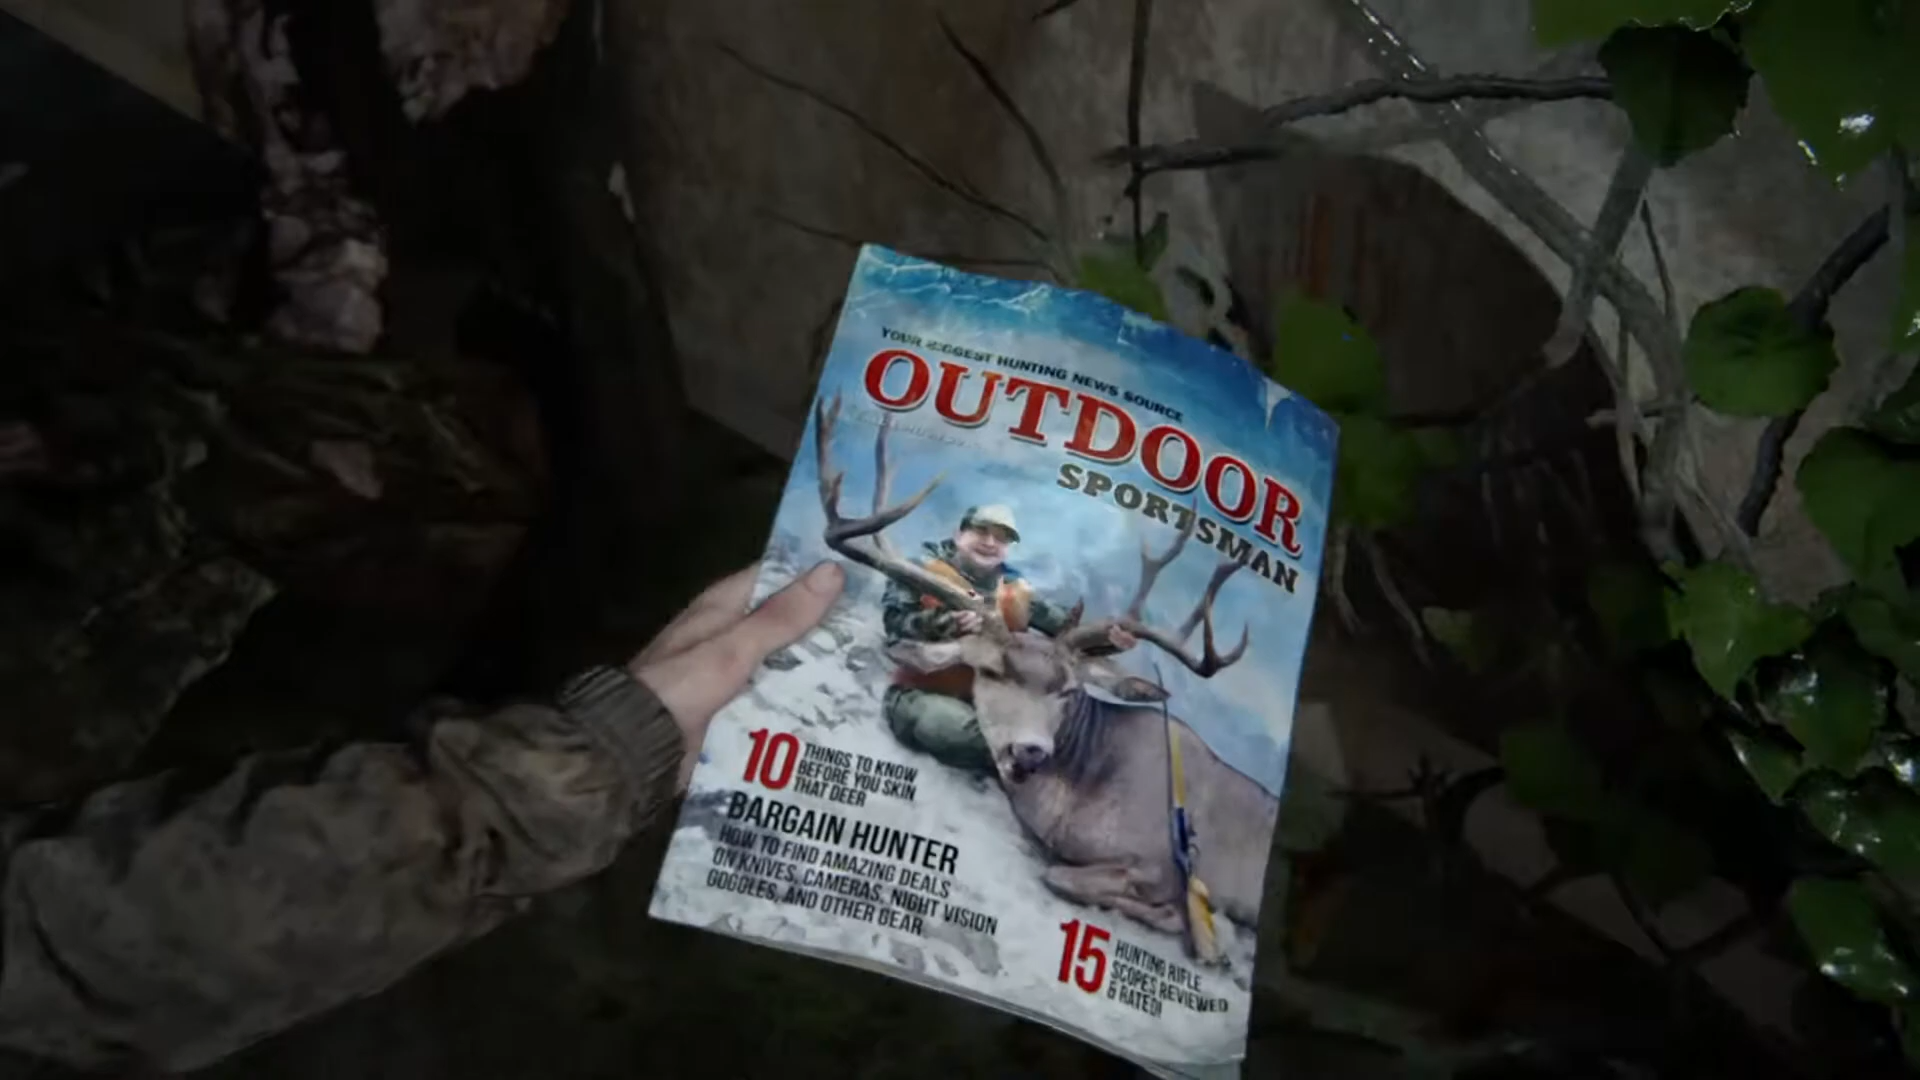 YOUR BIGGEST HUNTING NEWS SOURCE
OUTDOOR
SPORTSMAN
10 THINGS TO KNOW
BEFORE YOU SKIN
THAT DEER
BARGAIN HUNTER
HOW TO FIND AMAZING DEALS
ON KNIVES, CAMERAS, NIGHT VISION
GOGGLES, AND OTHER GEAR
15 HUNTING RIFLE
SCOPES REVIEWED
& RATED!